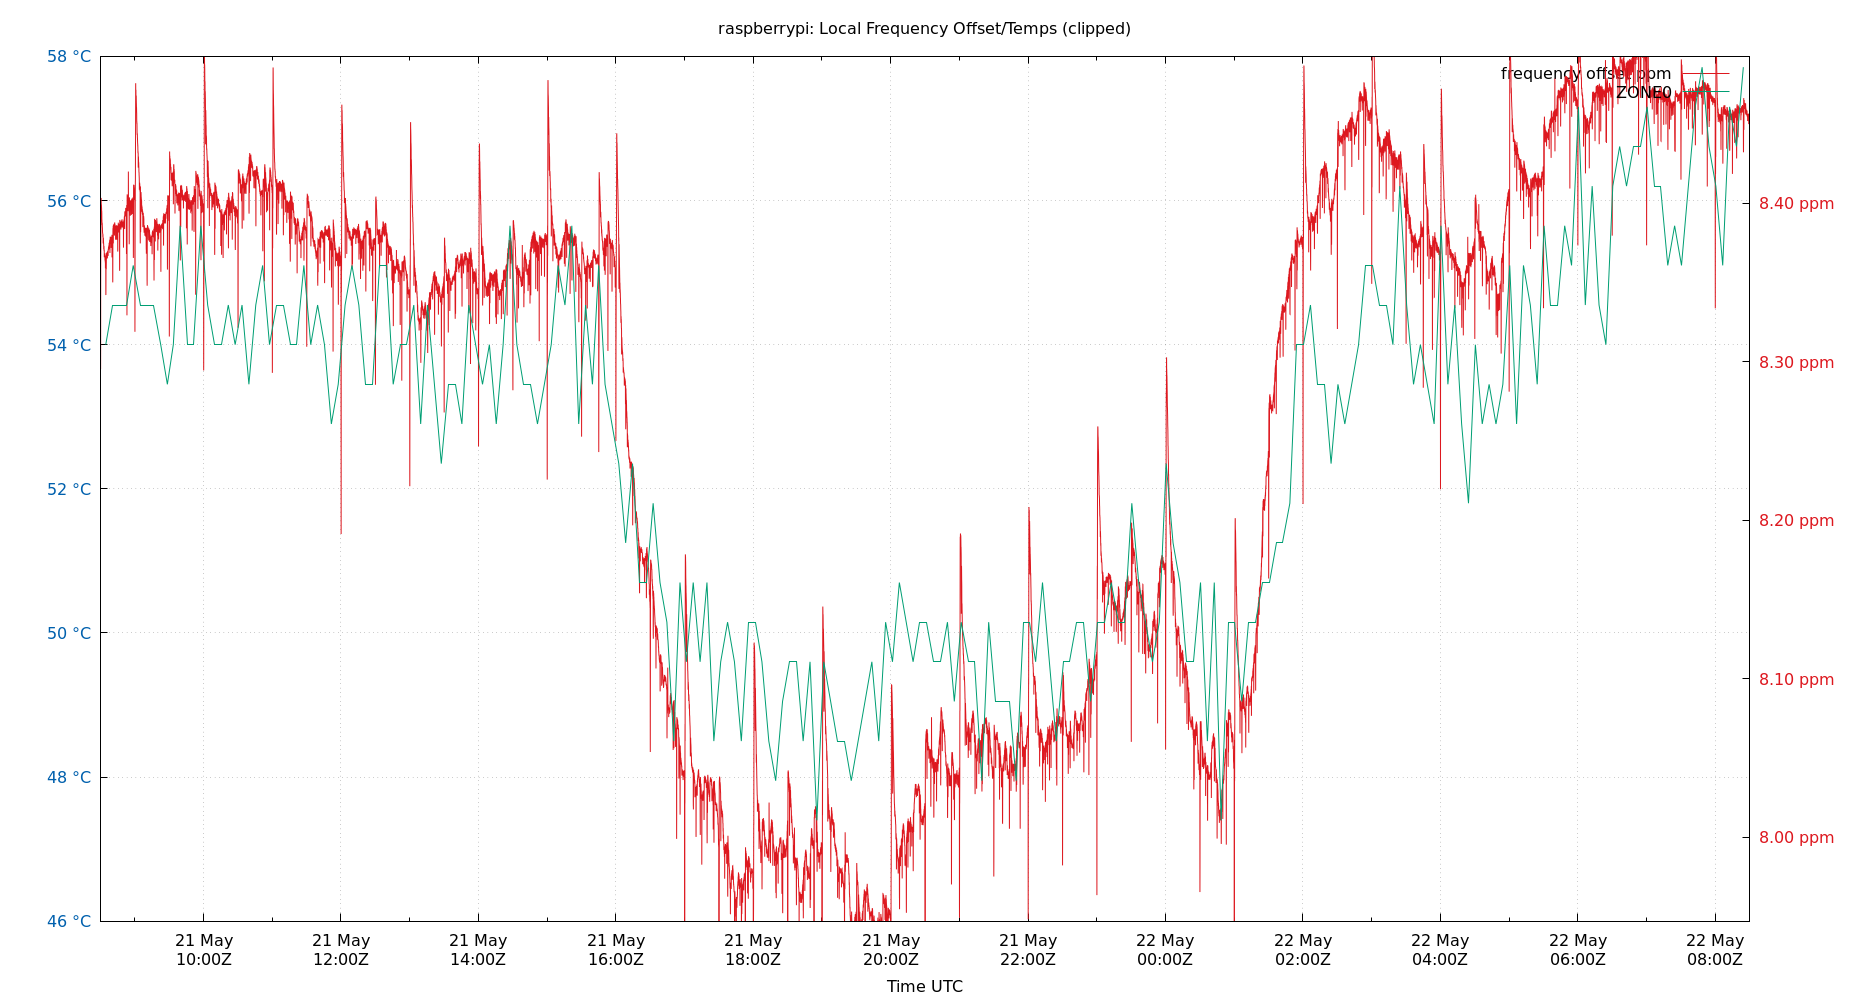 raspberrypi: Local Frequency Offset/Temps (clipped)
58 °C
56 °C
54 °C
52 °C
50 °C
48 °C
46 °C
frequency offset ppm
ZONE0
8.40 ppm
8.30 ppm
8.20 ppm
8.10 ppm
8.00 ppm
21 May 21 May 21 May 21 May 21 May 21 May 21 May 22 May 22 May 22 May 22 May 22 May
10:00Z 12:00Z 14:00Z 16:00Z 18:00Z 20:00Z 22:00Z 00:00Z 02:00Z 04:00Z 06:00Z 08:00Z
Time UTC